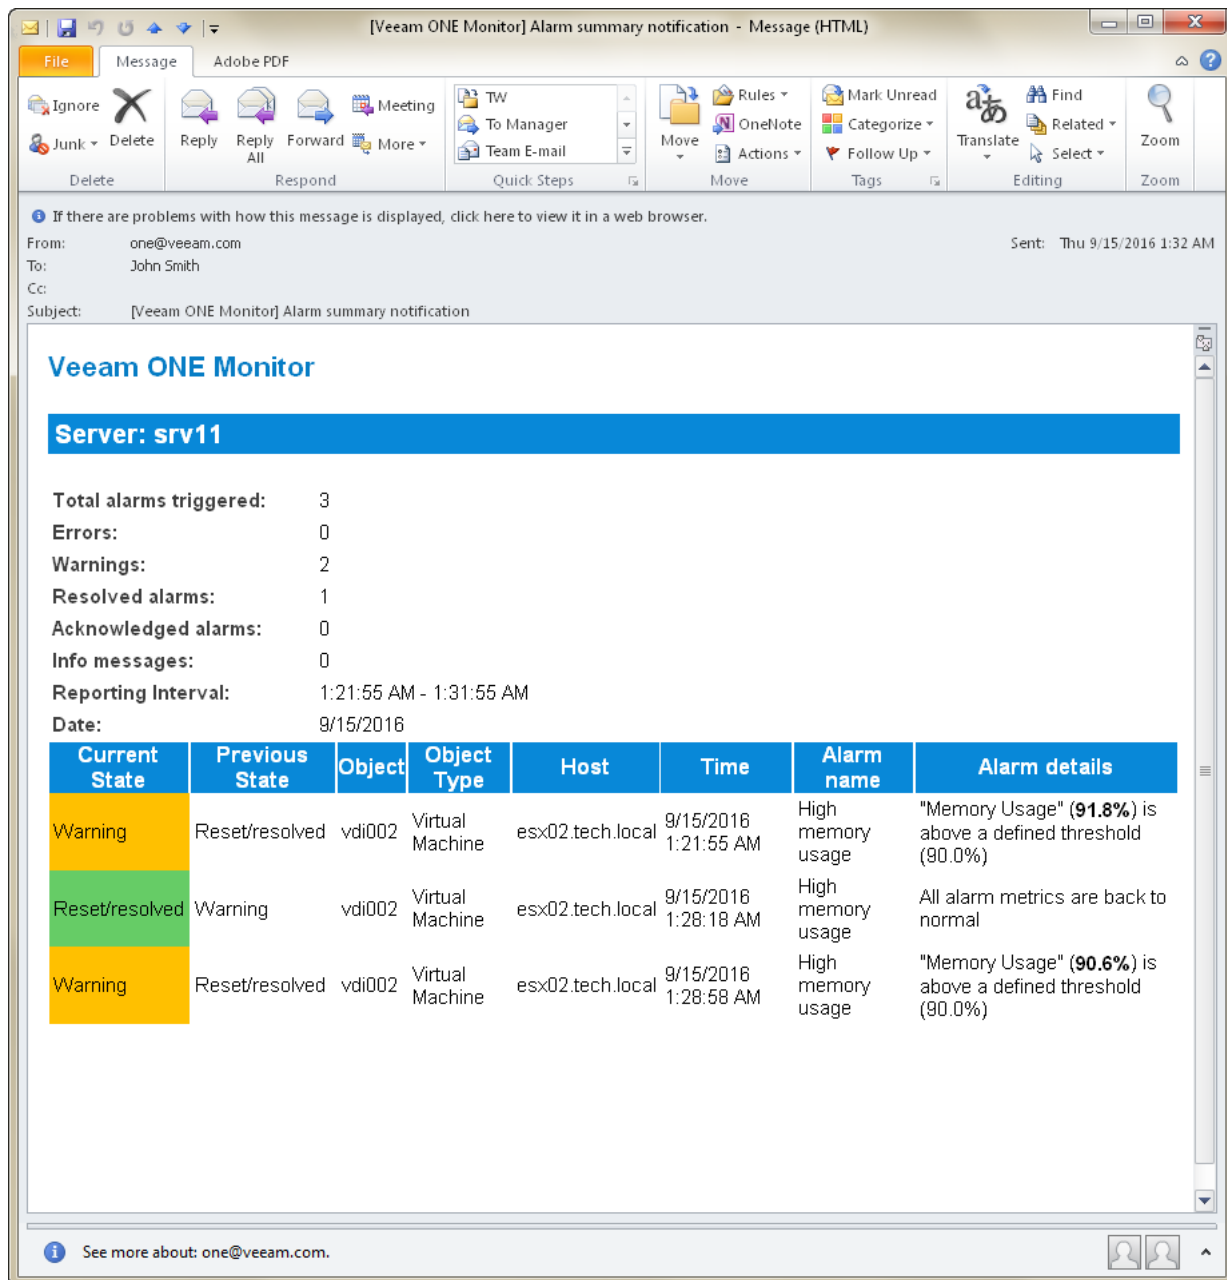 [Veeam ONE Monitor] Alarm summary notification - Message (HTML)
File Message Adobe PDF
Ignore
Junk
Delete
Delete
Reply
Reply All
Forward
Meeting
More
Respond
TW
To Manager
Team E-mail
Quick Steps
Move
Rules
OneNote
Actions
Move
Mark Unread
Categorize
Follow Up
Tags
Translate
Find
Related
Select
Editing
Zoom
Zoom
If there are problems with how this message is displayed, click here to view it in a web browser.
From: one@veeam.com Sent: Thu 9/15/2016 1:32 AM
To: John Smith
Cc:
Subject: [Veeam ONE Monitor] Alarm summary notification
Veeam ONE Monitor
Server: srv11
Total alarms triggered: 3
Errors: 0
Warnings: 2
Resolved alarms: 1
Acknowledged alarms: 0
Info messages: 0
Reporting Interval: 1:21:55 AM - 1:31:55 AM
Date: 9/15/2016
Current State Previous State Object Object Type Host Time Alarm name Alarm details
Warning Reset/resolved vdi002 Virtual Machine esx02.tech.local 9/15/2016 1:21:55 AM High memory usage "Memory Usage" (91.8%) is above a defined threshold (90.0%)
Reset/resolved Warning vdi002 Virtual Machine esx02.tech.local 9/15/2016 1:28:18 AM High memory usage All alarm metrics are back to normal
Warning Reset/resolved vdi002 Virtual Machine esx02.tech.local 9/15/2016 1:28:58 AM High memory usage "Memory Usage" (90.6%) is above a defined threshold (90.0%)
See more about: one@veeam.com.